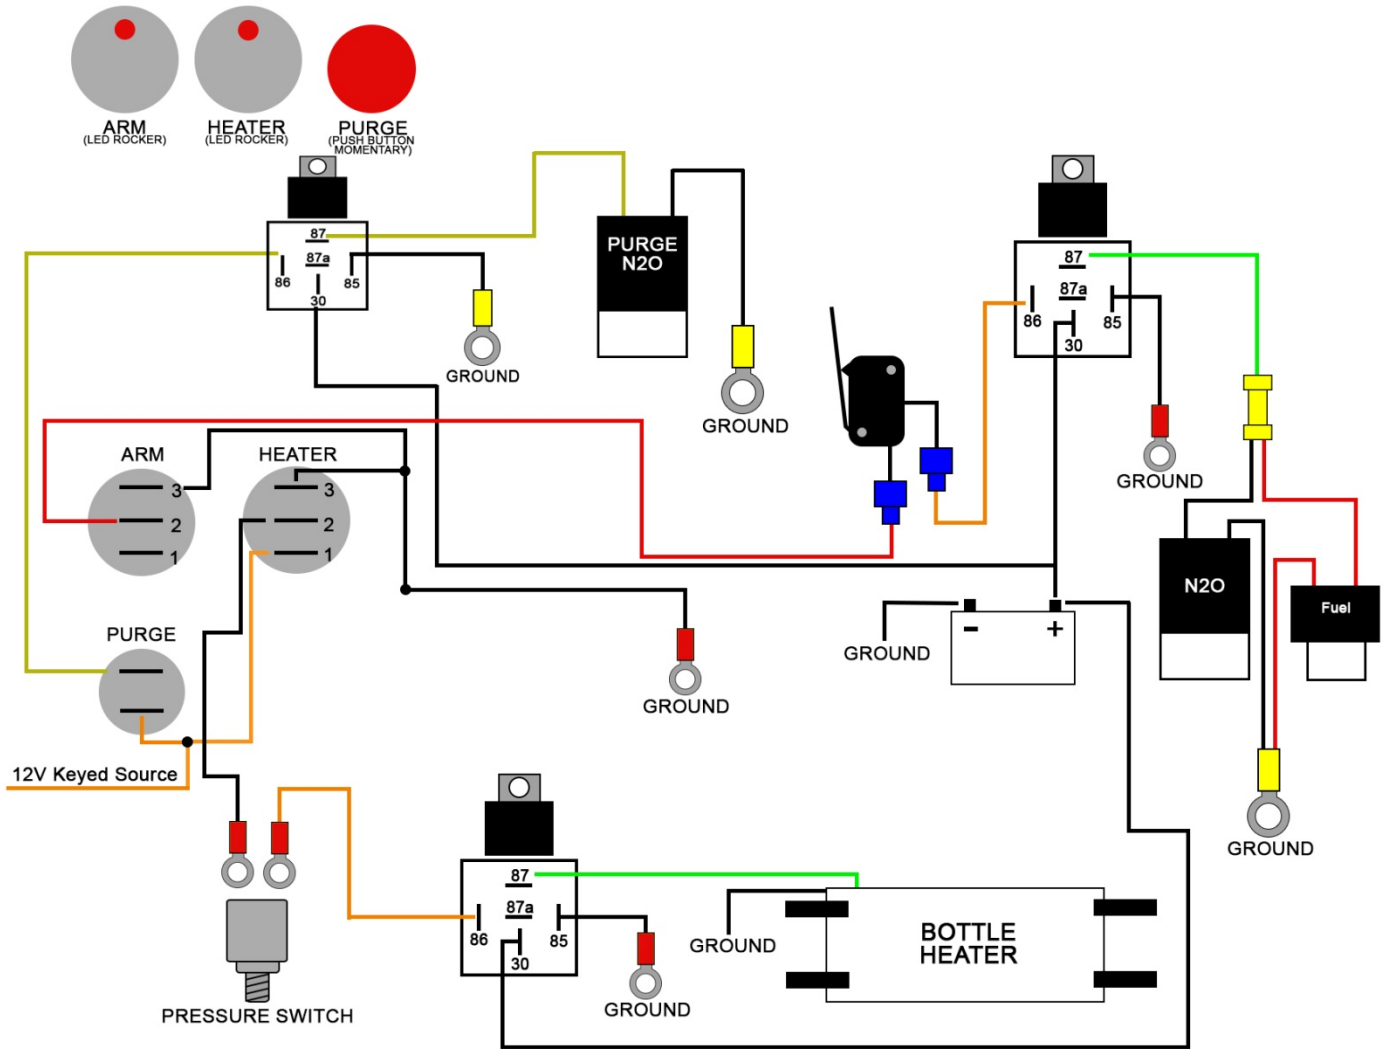 ARM
(LED ROCKER)
HEATER
(LED ROCKER)
PURGE
(PUSH BUTTON
MOMENTARY)
87
87a
86
85
30
GROUND
PURGE
N2O
GROUND
87
87a
86
85
30
GROUND
ARM
3
2
1
HEATER
3
2
1
PURGE
12V Keyed Source
GROUND
GROUND
-
+
N2O
Fuel
GROUND
PRESSURE SWITCH
87
87a
86
85
30
GROUND
GROUND
BOTTLE
HEATER